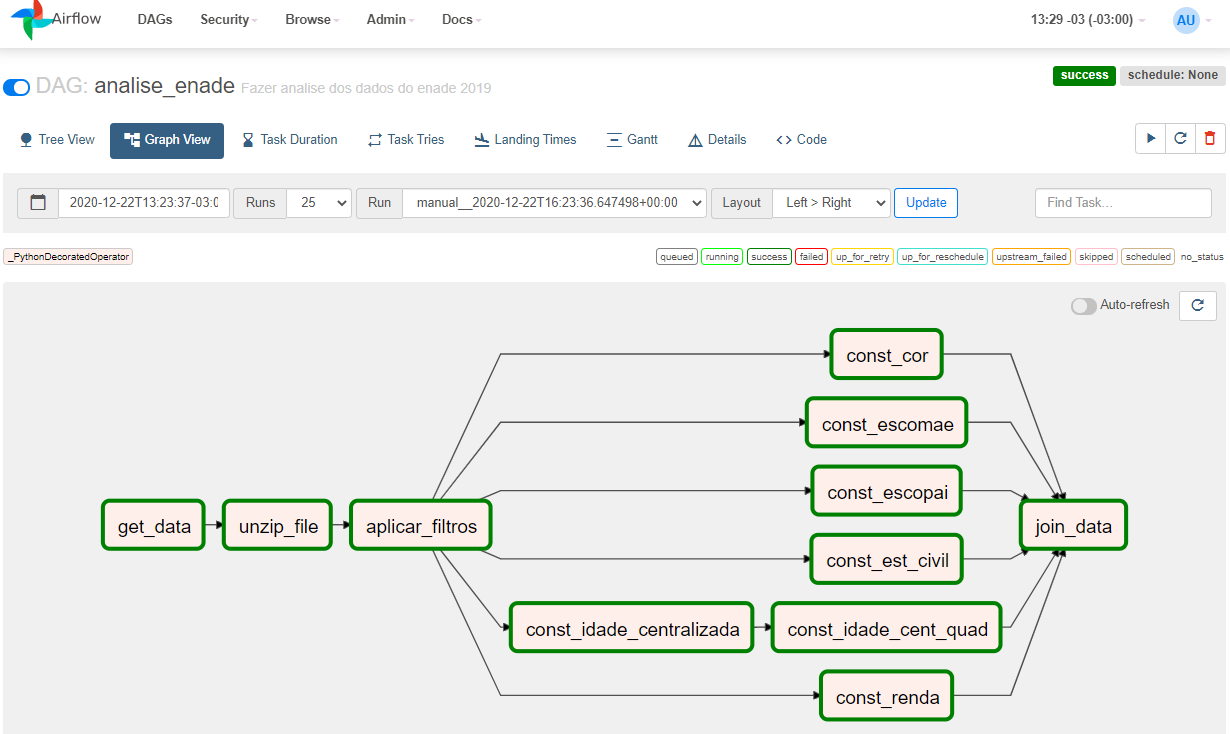 Airflow DAGs Security Browse Admin Docs 13:29 -03 (-03:00) AU
DAG: analise_enade Fazer analise dos dados do enade 2019 success schedule: None
Tree View Graph View Task Duration Task Tries Landing Times Gantt Details Code
2020-12-22T13:23:37-03:0 Runs 25 Run manual__2020-12-22T16:23:36.647498+00:00 Layout Left > Right Update Find Task...
_PythonDecoratedOperator queued running success failed up_for_retry up_for_reschedule upstream_failed skipped scheduled no_status
Auto-refresh
const_cor
const_escomae
const_escopai
get_data unzip_file aplicar_filtros join_data
const_est_civil
const_idade_centralizada const_idade_cent_quad
const_renda